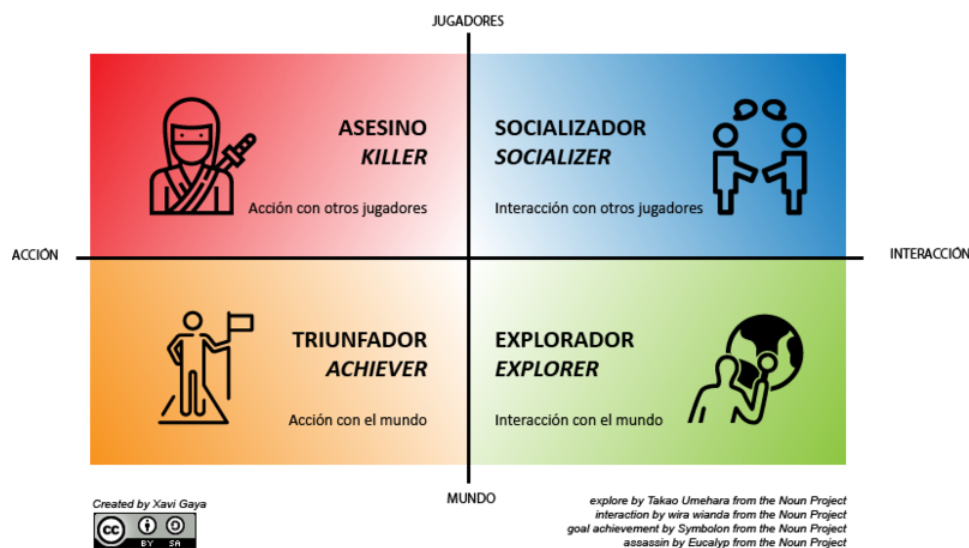 JUGADORES
ASESINO
KILLER
Acción con otros jugadores
SOCIALIZADOR
SOCIALIZER
Interacción con otros jugadores
ACCIÓN
INTERACCIÓN
TRIUNFADOR
ACHIEVER
Acción con el mundo
EXPLORADOR
EXPLORER
Interacción con el mundo
MUNDO
Created by Xavi Gaya
cc
BY SA
explore by Takao Umehara from the Noun Project
interaction by wira wianda from the Noun Project
goal achievement by Symbolon from the Noun Project
assassin by Eucalyp from the Noun Project